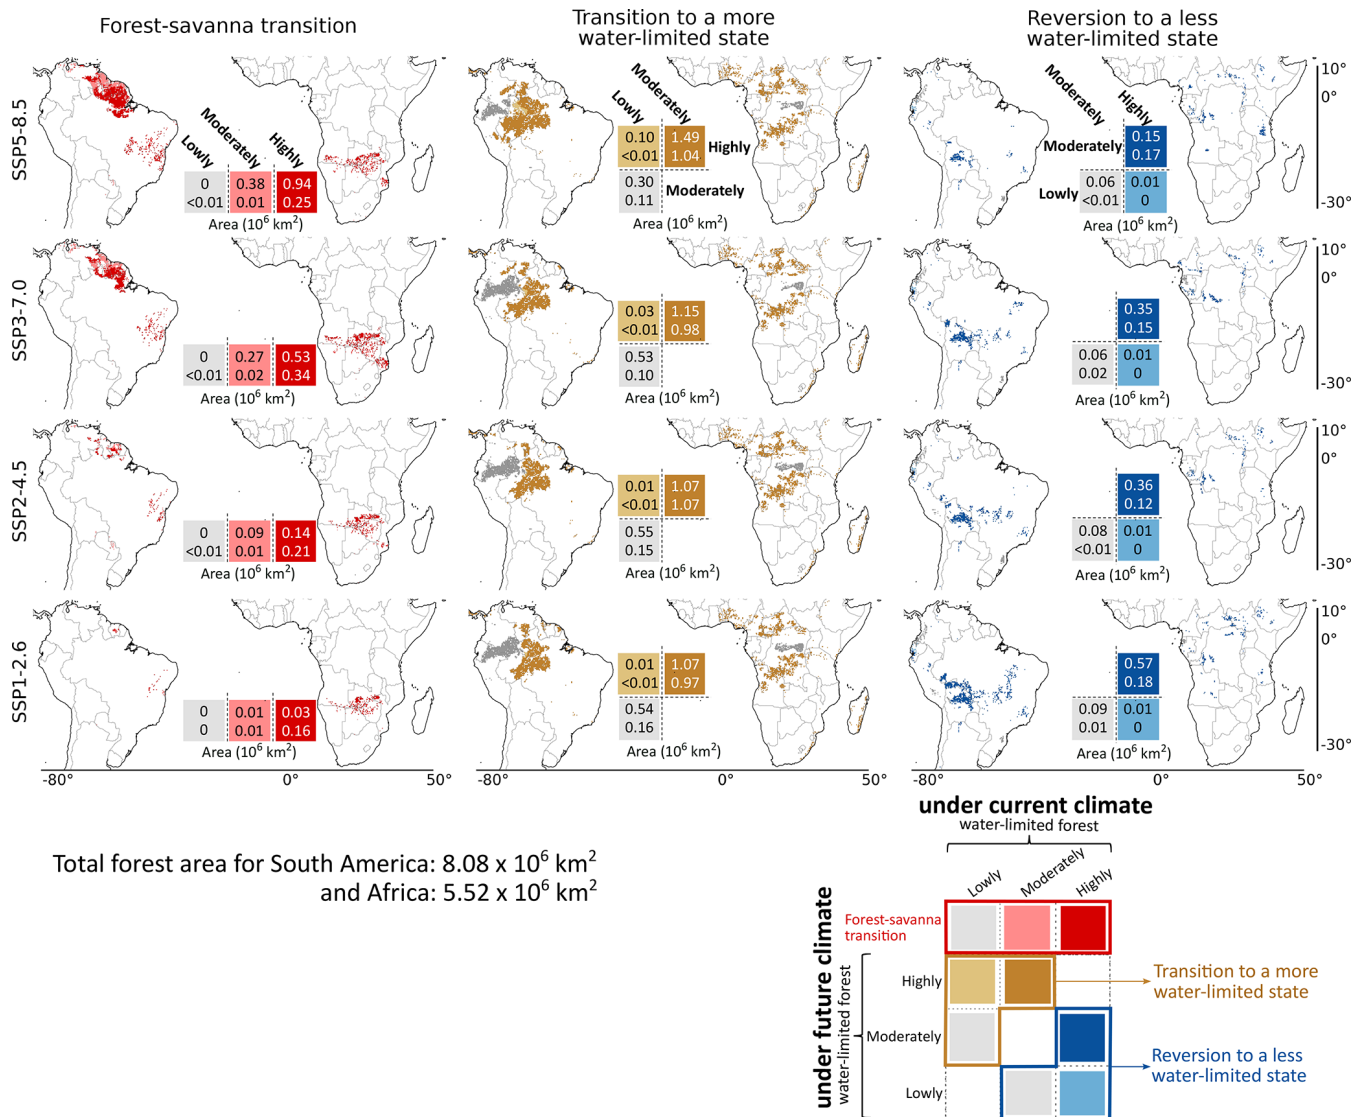 Forest-savanna transition
Transition to a more
water-limited state
Reversion to a less
water-limited state
SSP5-8.5
Lowly
Moderately
Highly
0 0.38 0.94
<0.01 0.01 0.25
Area (10⁶ km²)
Lowly
Moderately
0.10 1.49
<0.01 1.04
Highly
0.30
0.11
Moderately
Area (10⁶ km²)
Moderately
Highly
Moderately
0.15
0.17
Lowly
0.06 0.01
<0.01 0
Area (10⁶ km²)
10°
0°
-30°
SSP3-7.0
0 0.27 0.53
<0.01 0.02 0.34
Area (10⁶ km²)
0.03 1.15
<0.01 0.98
0.53
0.10
Area (10⁶ km²)
0.35
0.15
0.06 0.01
0.02 0
Area (10⁶ km²)
10°
0°
-30°
SSP2-4.5
0 0.09 0.14
<0.01 0.01 0.21
Area (10⁶ km²)
0.01 1.07
<0.01 1.07
0.55
0.15
Area (10⁶ km²)
0.36
0.12
0.08 0.01
<0.01 0
Area (10⁶ km²)
10°
0°
-30°
SSP1-2.6
0 0.01 0.03
0 0.01 0.16
Area (10⁶ km²)
0.01 1.07
<0.01 0.97
0.54
0.16
Area (10⁶ km²)
0.57
0.18
0.09 0.01
0.01 0
Area (10⁶ km²)
10°
0°
-30°
-80° 0° 50°
-80° 0° 50°
-80° 0° 50°
Total forest area for South America: 8.08 x 10⁶ km²
and Africa: 5.52 x 10⁶ km²
under current climate
water-limited forest
Lowly
Moderately
Highly
under future climate
water-limited forest
Forest-savanna
transition
Highly
Moderately
Lowly
Transition to a more
water-limited state
Reversion to a less
water-limited state